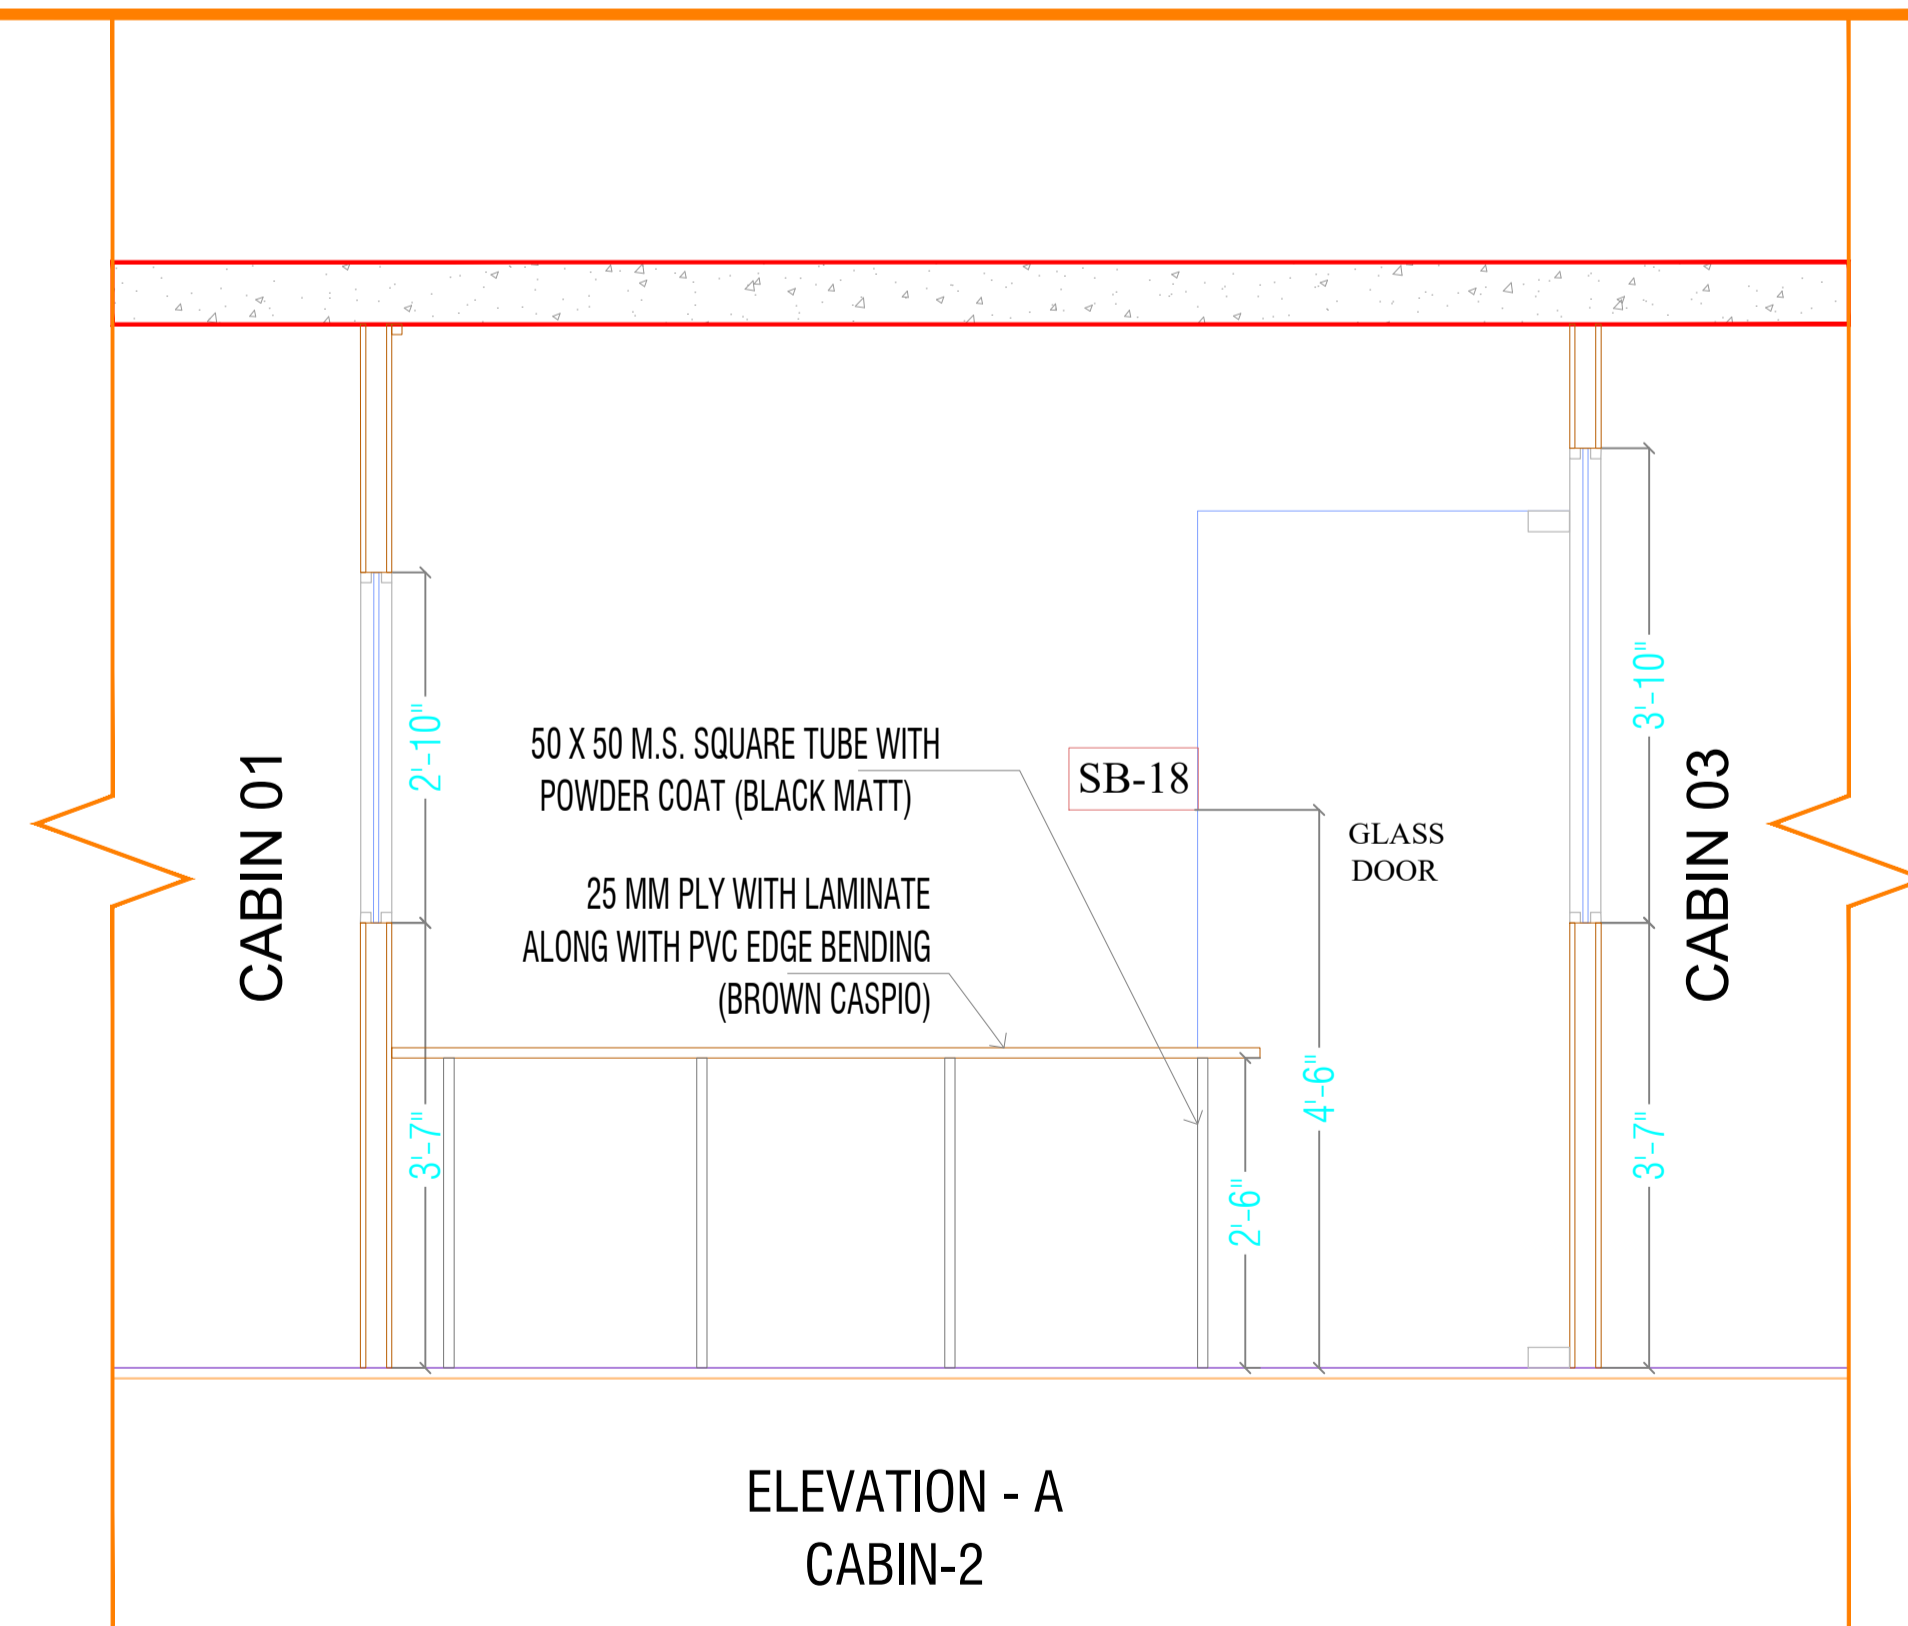 CABIN 01
2'-10"
3'-7"
50 X 50 M.S. SQUARE TUBE WITH
POWDER COAT (BLACK MATT)
25 MM PLY WITH LAMINATE
ALONG WITH PVC EDGE BENDING
(BROWN CASPIO)
SB-18
GLASS
DOOR
4'-6"
2'-6"
3'-10"
3'-7"
CABIN 03
ELEVATION - A
CABIN-2